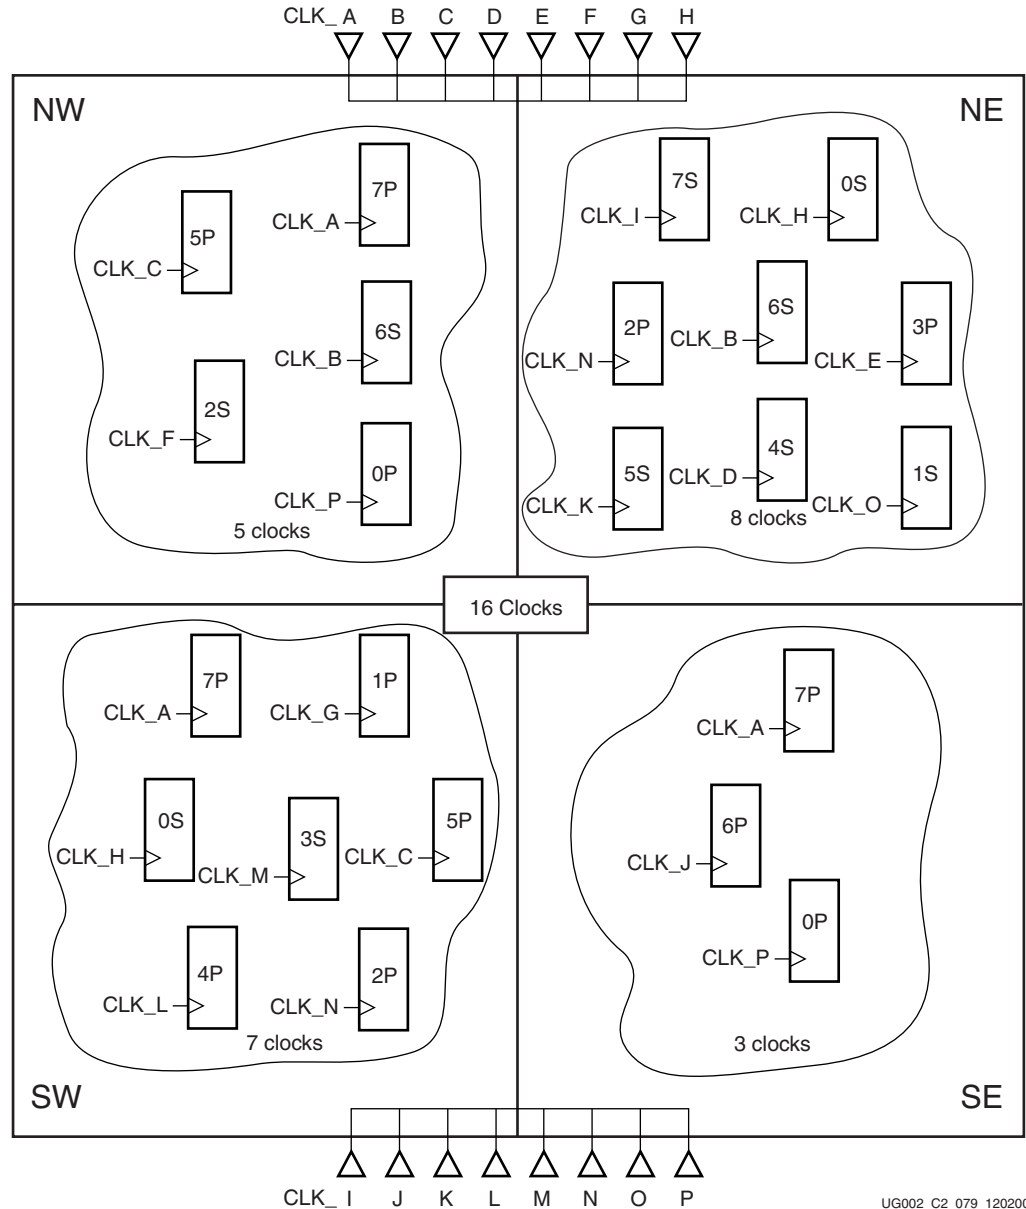 CLK_ A B C D E F G H
NW
NE
7P
CLK_A
5P
CLK_C
6S
CLK_B
2S
CLK_F
0P
CLK_P
5 clocks
7S
CLK_I
0S
CLK_H
2P
CLK_N
6S
CLK_B
3P
CLK_E
5S
CLK_K
4S
CLK_D
1S
CLK_O
8 clocks
16 Clocks
7P
CLK_A
1P
CLK_G
0S
CLK_H
3S
CLK_M
5P
CLK_C
4P
CLK_L
2P
CLK_N
7 clocks
7P
CLK_A
6P
CLK_J
0P
CLK_P
3 clocks
SW
SE
CLK_ I J K L M N O P
UG002_C2_079_120200